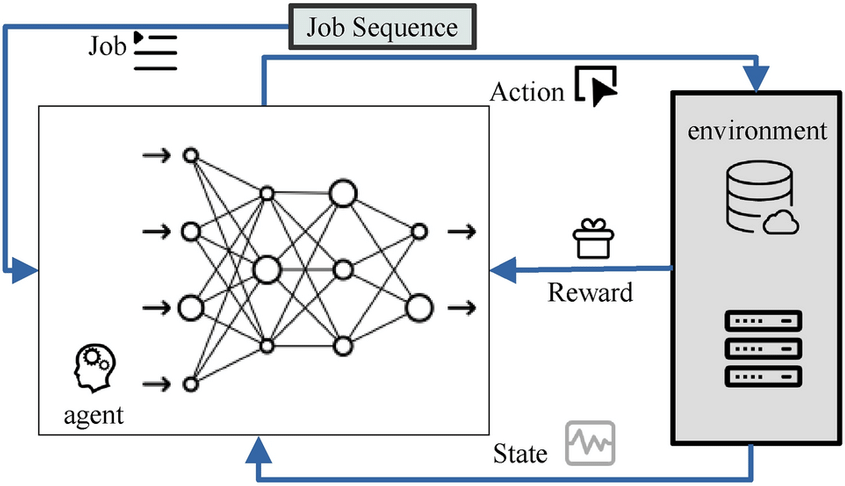 Job Sequence
Job
Action
environment
Reward
agent
State